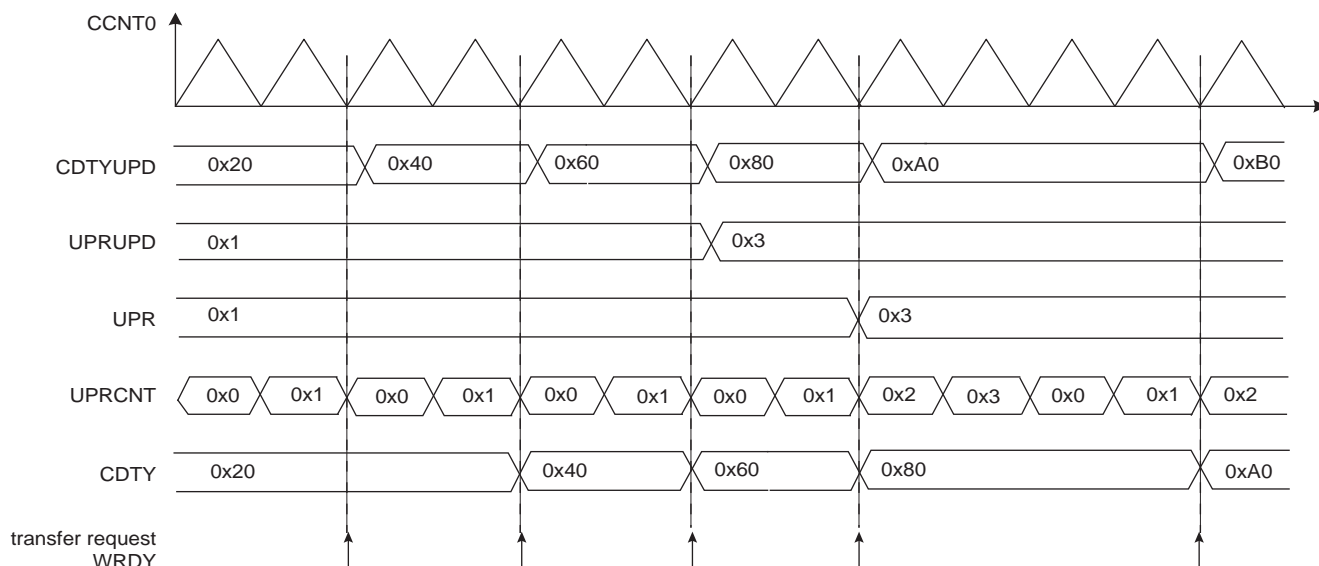 CCNT0
CDTYUPD 0x20 0x40 0x60 0x80 0xA0 0xB0
UPRUPD 0x1 0x3
UPR 0x1 0x3
UPRCNT 0x0 0x1 0x0 0x1 0x0 0x1 0x0 0x1 0x2 0x3 0x0 0x1 0x2
CDTY 0x20 0x40 0x60 0x80 0xA0
transfer request
WRDY